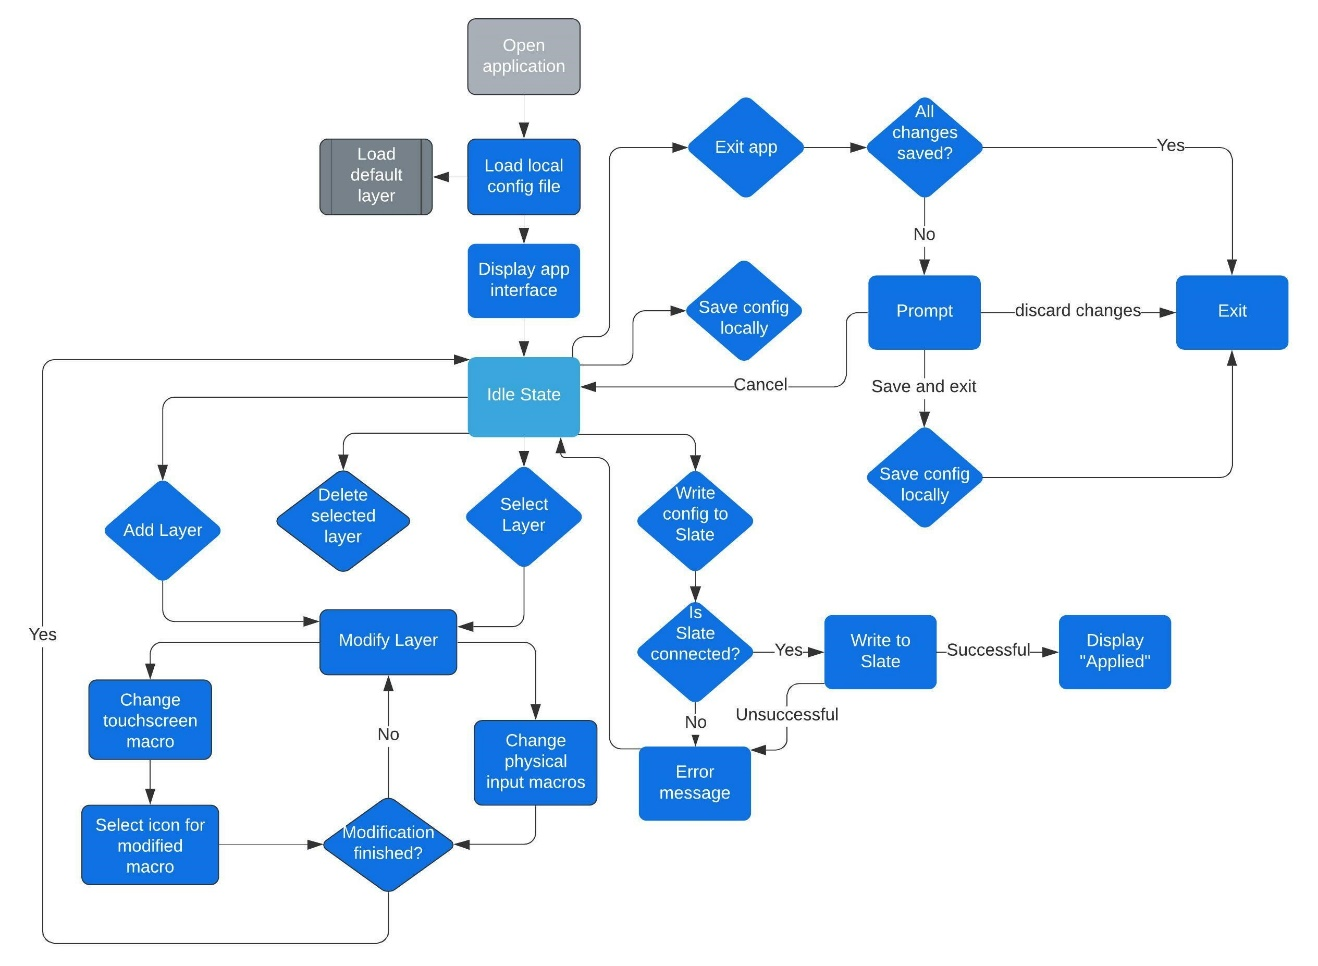 Open
application
Load
default
layer
Load local
config file
Exit app
All
changes
saved?
Yes
No
Display app
interface
Save config
locally
Prompt
discard changes
Exit
Idle State
Cancel
Save and exit
Save config
locally
Add Layer
Delete
selected
layer
Select
Layer
Write
config to
Slate
Yes
Modify Layer
Is
Slate
connected?
Yes
Write to
Slate
Successful
Display
"Applied"
Change
touchscreen
macro
No
Change
physical
input macros
No
Unsuccessful
Error
message
Select icon for
modified
macro
Modification
finished?